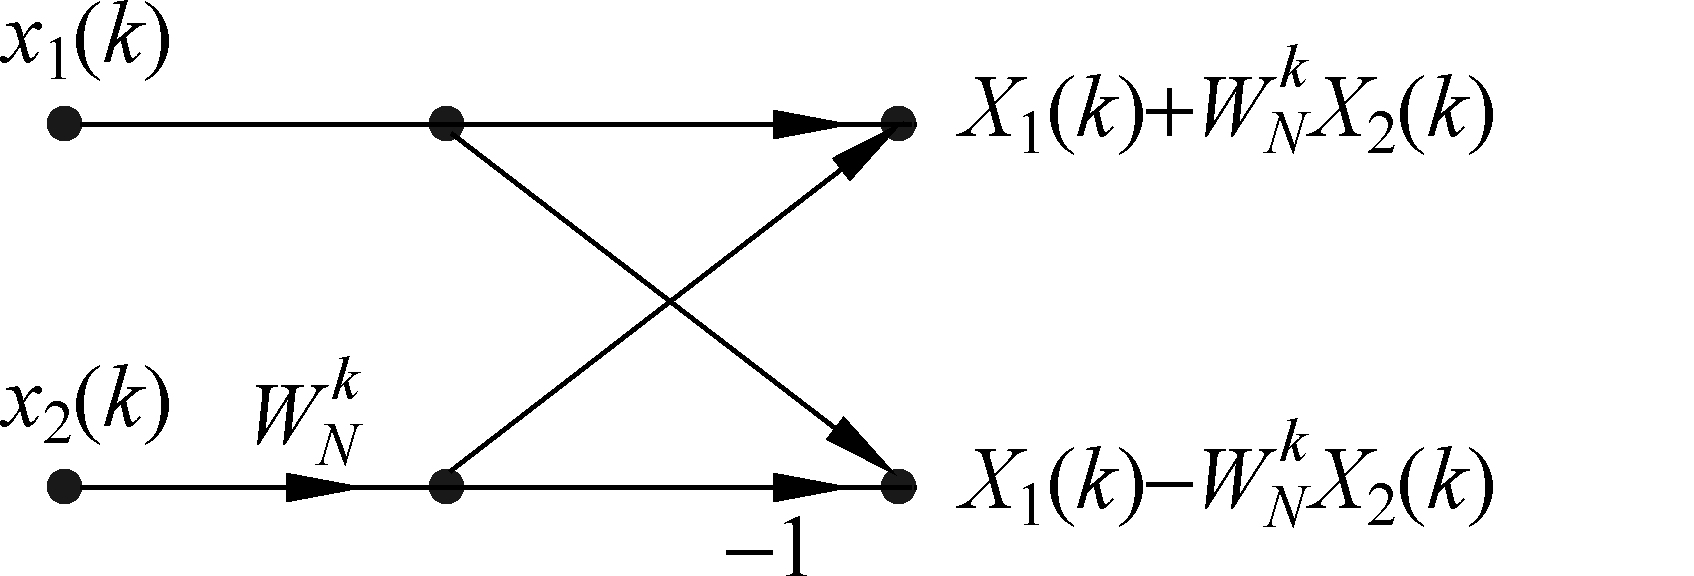 x₁(k)
X₁(k)+W_N^k X₂(k)
x₂(k)
W_N^k
X₁(k)−W_N^k X₂(k)
−1